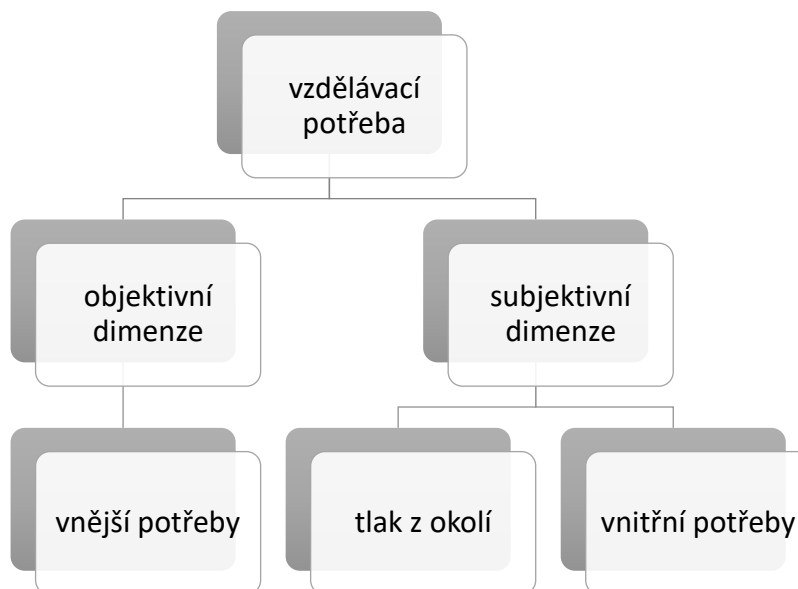 vzdělávací
potřeba
objektivní
dimenze
subjektivní
dimenze
vnější potřeby
tlak z okolí
vnitřní potřeby